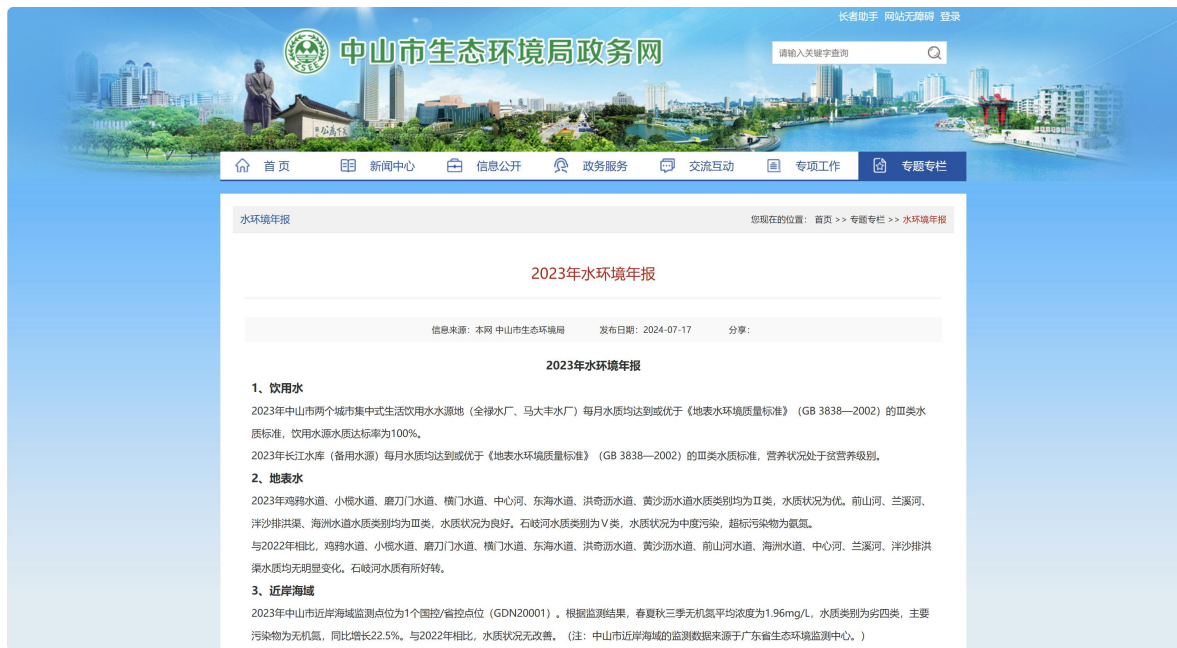 长者助手 网站无障碍 登录
中山市生态环境局政务网
请输入关键字查询
ZSEE
天下为公
首页 新闻中心 信息公开 政务服务 交流互动 专项工作 专题专栏
水环境年报 您现在的位置： 首页 >> 专题专栏 >> 水环境年报
2023年水环境年报
信息来源：本网 中山市生态环境局 发布日期：2024-07-17 分享：
2023年水环境年报
1、饮用水
2023年中山市两个城市集中式生活饮用水水源地（全禄水厂、马大丰水厂）每月水质均达到或优于《地表水环境质量标准》（GB 3838—2002）的Ⅲ类水
质标准，饮用水源水质达标率为100%。
2023年长江水库（备用水源）每月水质均达到或优于《地表水环境质量标准》（GB 3838—2002）的Ⅲ类水质标准，营养状况处于贫营养级别。
2、地表水
2023年鸡鸦水道、小榄水道、磨刀门水道、横门水道、中心河、东海水道、洪奇沥水道、黄沙沥水道水质类别均为Ⅱ类，水质状况为优。前山河、兰溪河、
泮沙排洪渠、海洲水道水质类别均为Ⅲ类，水质状况为良好。石岐河水质类别为Ⅴ类，水质状况为中度污染，超标污染物为氨氮。
与2022年相比，鸡鸦水道、小榄水道、磨刀门水道、横门水道、东海水道、洪奇沥水道、黄沙沥水道、前山河水道、海洲水道、中心河、兰溪河、泮沙排洪
渠水质均无明显变化。石岐河水质有所好转。
3、近岸海域
2023年中山市近岸海域监测点位为1个国控/省控点位（GDN20001）。根据监测结果，春夏秋三季无机氮平均浓度为1.96mg/L，水质类别为劣四类，主要
污染物为无机氮，同比增长22.5%。与2022年相比，水质状况无改善。（注：中山市近岸海域的监测数据来源于广东省生态环境监测中心。）